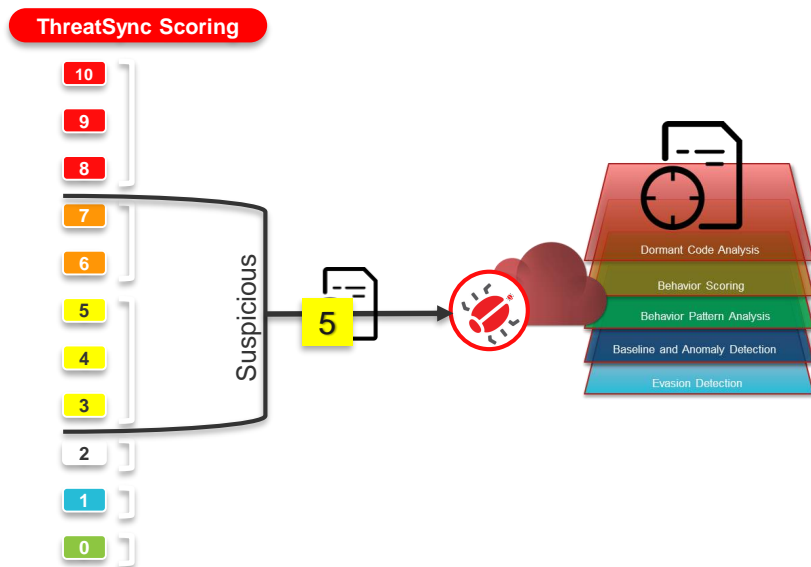 ThreatSync Scoring
10
9
8
7
6
5
4
3
2
1
0
Suspicious
5
Dormant Code Analysis
Behavior Scoring
Behavior Pattern Analysis
Baseline and Anomaly Detection
Evasion Detection